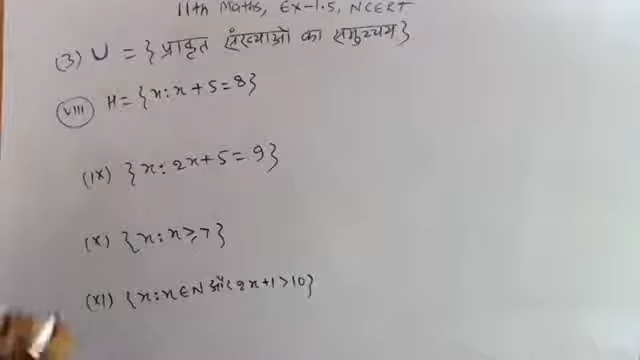 11th Maths, Ex-1.5, NCERT
(3) U = {प्राकृत संख्याओं का समुच्चय}
(VIII) H = {x : x + 5 = 8}
(IX) {x : 2x + 5 = 9}
(X) {x : x ≥ 7}
(XI) {x : x ∈ N और 2x + 1 > 10}